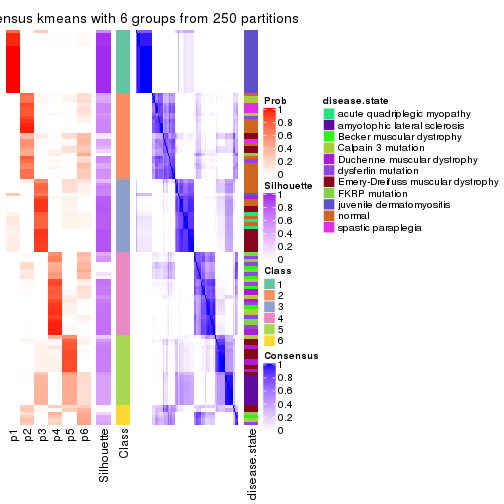 ensus kmeans with 6 groups from 250 partitions
Prob
1
0.8
0.6
0.4
0.2
0
Silhouette
1
0.8
0.6
0.4
0.2
0
Class
1
2
3
4
5
6
Consensus
1
0.8
0.6
0.4
0.2
0
disease.state
acute quadriplegic myopathy
amyotophic lateral sclerosis
Becker muscular dystrophy
Calpain 3 mutation
Duchenne muscular dystrophy
dysferlin mutation
Emery-Dreifuss muscular dystrophy
FKRP mutation
juvenile dermatomyositis
normal
spastic paraplegia
p1
p2
p3
p4
p5
p6
Silhouette
Class
disease.state